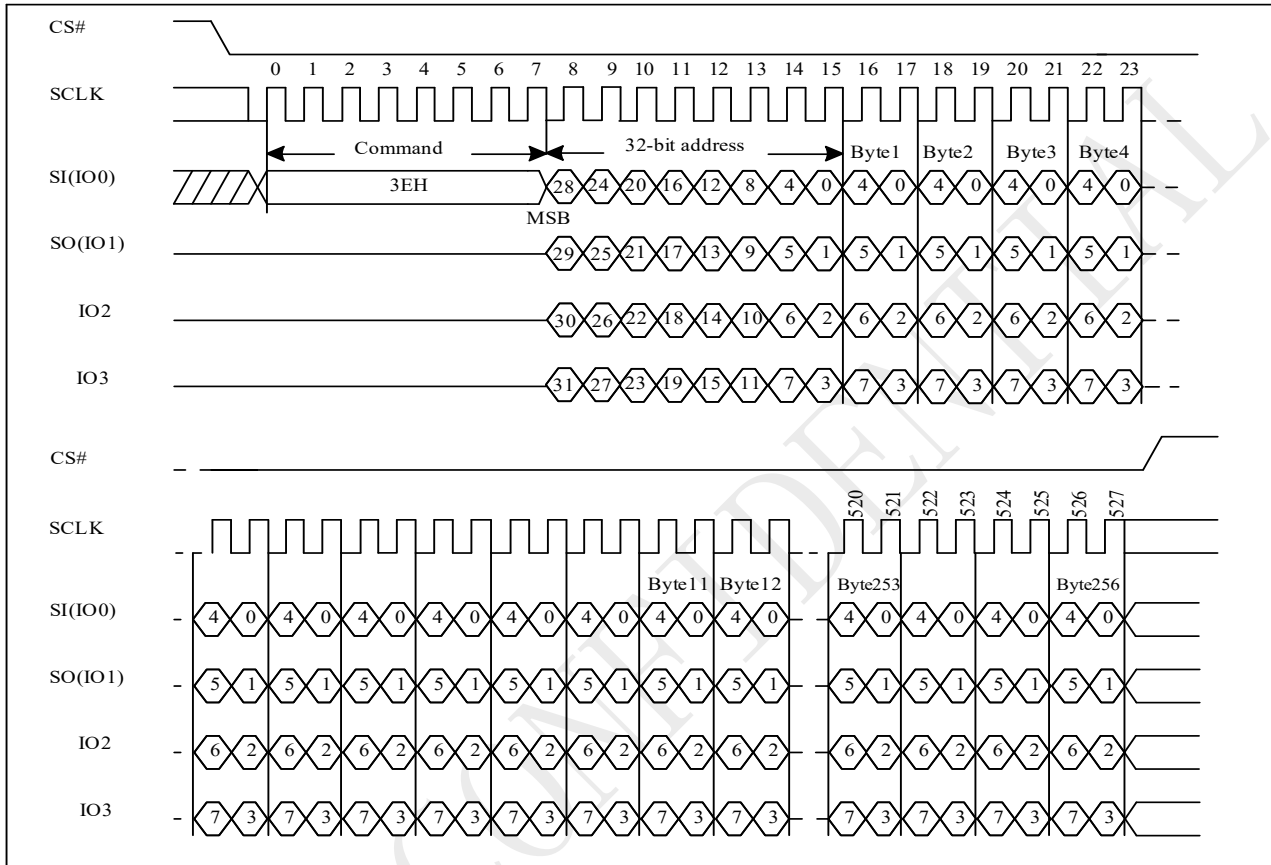 CS#
0 1 2 3 4 5 6 7 8 9 10 11 12 13 14 15 16 17 18 19 20 21 22 23
SCLK
Command 32-bit address Byte1 Byte2 Byte3 Byte4
SI(IO0) 3EH 28 24 20 16 12 8 4 0 4 0 4 0 4 0 4 0
MSB
SO(IO1) 29 25 21 17 13 9 5 1 5 1 5 1 5 1 5 1
IO2 30 26 22 18 14 10 6 2 6 2 6 2 6 2 6 2
IO3 31 27 23 19 15 11 7 3 7 3 7 3 7 3 7 3
CS#
520 521 522 523 524 525 526 527
SCLK
Byte11 Byte12 Byte253 Byte256
SI(IO0) 4 0 4 0 4 0 4 0 4 0 4 0 4 0 4 0 4 0 4 0 4 0 4 0
SO(IO1) 5 1 5 1 5 1 5 1 5 1 5 1 5 1 5 1 5 1 5 1 5 1 5 1
IO2 6 2 6 2 6 2 6 2 6 2 6 2 6 2 6 2 6 2 6 2 6 2 6 2
IO3 7 3 7 3 7 3 7 3 7 3 7 3 7 3 7 3 7 3 7 3 7 3 7 3
CONFIDENTIAL